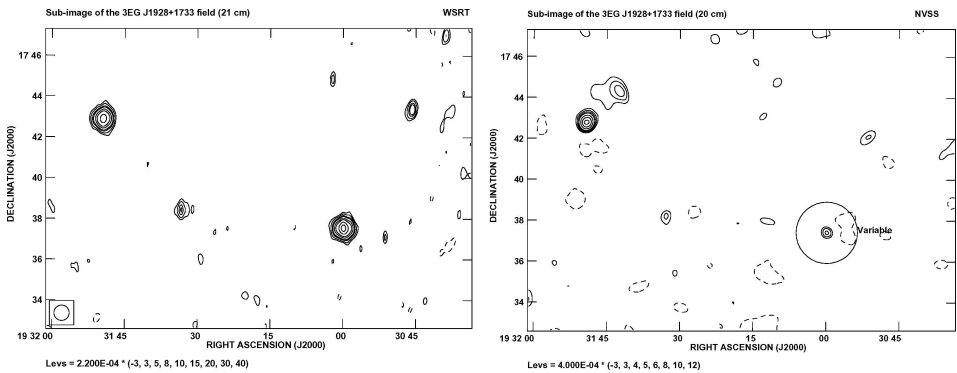 Sub-image of the 3EG J1928+1733 field (21 cm) WSRT
17 46
44
42
40
38
36
34
DECLINATION (J2000)
19 32 00 31 45 30 15 00 30 45
RIGHT ASCENSION (J2000)
Levs = 2.200E-04 * (-3, 3, 5, 8, 10, 15, 20, 30, 40)
Sub-image of the 3EG J1928+1733 field (20 cm) NVSS
17 46
44
42
40
38
36
34
DECLINATION (J2000)
Variable
19 32 00 31 45 30 15 00 30 45
RIGHT ASCENSION (J2000)
Levs = 4.000E-04 * (-3, 3, 4, 5, 6, 8, 10, 12)